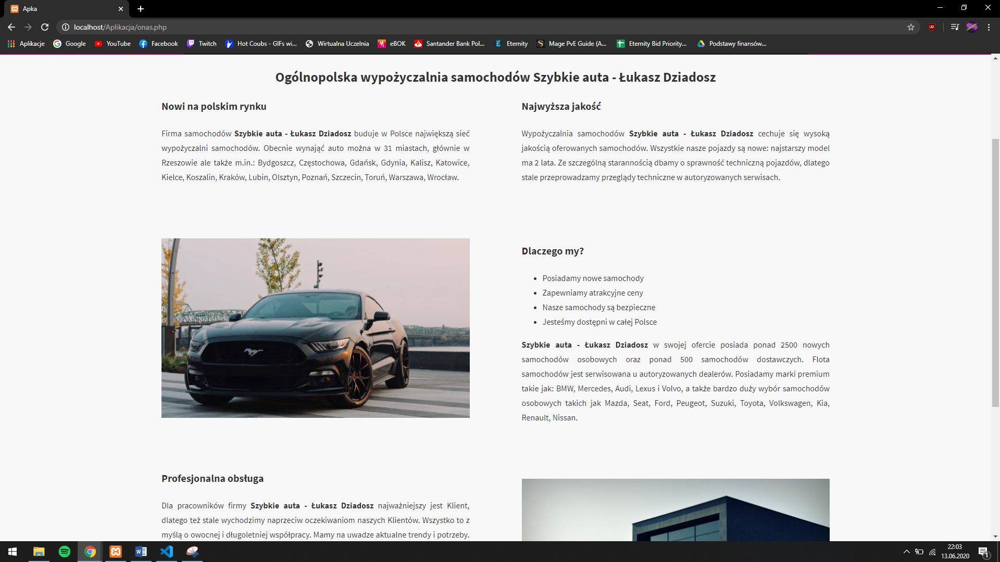 Apka
localhost/Aplikacja/onas.php
Aplikacje
Google
YouTube
Facebook
Twitch
Hot Coubs - GIFs wi...
Wirtualna Uczelnia
eBOK
Santander Bank Pol...
Eternity
Mage PvE Guide (A...
Eternity Bid Priority...
Podstawy finansów...
Ogólnopolska wypożyczalnia samochodów Szybkie auta - Łukasz Dziadosz
Nowi na polskim rynku
Firma samochodów Szybkie auta - Łukasz Dziadosz buduje w Polsce największą sieć
wypożyczalni samochodów. Obecnie wynająć auto można w 31 miastach, głównie w
Rzeszowie ale także m.in.: Bydgoszcz, Częstochowa, Gdańsk, Gdynia, Kalisz, Katowice,
Kielce, Koszalin, Kraków, Lubin, Olsztyn, Poznań, Szczecin, Toruń, Warszawa, Wrocław.
Najwyższa jakość
Wypożyczalnia samochodów Szybkie auta - Łukasz Dziadosz cechuje się wysoką
jakością oferowanych samochodów. Wszystkie nasze pojazdy są nowe: najstarszy model
ma 2 lata. Ze szczególną starannością dbamy o sprawność techniczną pojazdów, dlatego
stale przeprowadzamy przeglądy techniczne w autoryzowanych serwisach.
Dlaczego my?
• Posiadamy nowe samochody
• Zapewniamy atrakcyjne ceny
• Nasze samochody są bezpieczne
• Jesteśmy dostępni w całej Polsce
Szybkie auta - Łukasz Dziadosz w swojej ofercie posiada ponad 2500 nowych
samochodów osobowych oraz ponad 500 samochodów dostawczych. Flota
samochodów jest serwisowana u autoryzowanych dealerów. Posiadamy marki premium
takie jak: BMW, Mercedes, Audi, Lexus i Volvo, a także bardzo duży wybór samochodów
osobowych takich jak Mazda, Seat, Ford, Peugeot, Suzuki, Toyota, Volkswagen, Kia,
Renault, Nissan.
Profesjonalna obsługa
Dla pracowników firmy Szybkie auta - Łukasz Dziadosz najważniejszy jest Klient,
dlatego też stale wychodzimy naprzeciw oczekiwaniom naszych Klientów. Wszystko to z
myślą o owocnej i długoletniej współpracy. Mamy na uwadze aktualne trendy i potrzeby.
22:03
13.06.2020
1